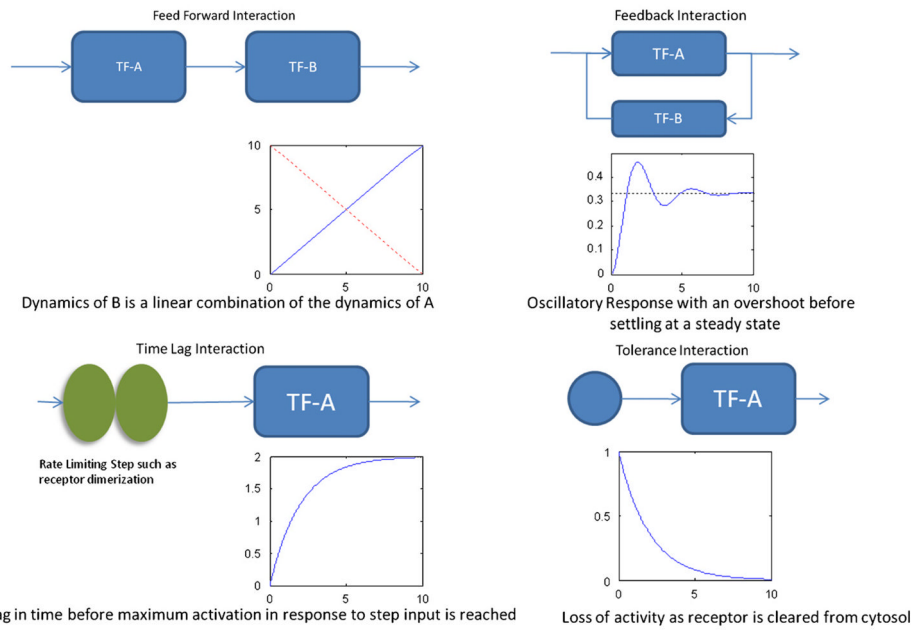 Feed Forward Interaction
TF-A
TF-B
10
5
0
0
5
10
Dynamics of B is a linear combination of the dynamics of A
Feedback Interaction
TF-A
TF-B
0.4
0.3
0.2
0.1
0
0
5
10
Oscillatory Response with an overshoot before
settling at a steady state
Time Lag Interaction
TF-A
Rate Limiting Step such as
receptor dimerization
2
1.5
1
0.5
0
0
5
10
in time before maximum activation in response to step input is reached
Tolerance Interaction
TF-A
1
0.5
0
0
5
10
Loss of activity as receptor is cleared from cytosol